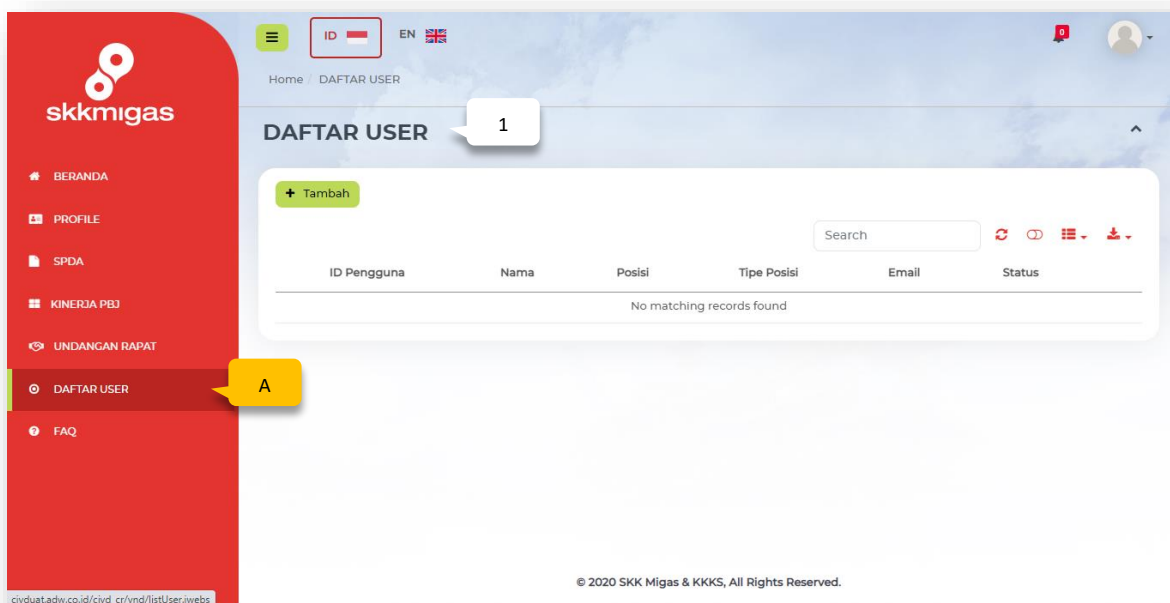 skkmigas
BERANDA
PROFILE
SPDA
KINERJA PBJ
UNDANGAN RAPAT
DAFTAR USER
FAQ
A
ID EN
0
Home / DAFTAR USER
DAFTAR USER
1
+ Tambah
Search
ID Pengguna Nama Posisi Tipe Posisi Email Status
No matching records found
© 2020 SKK Migas & KKKS, All Rights Reserved.
civduat.adw.co.id/civd_cr/vnd/listUser.jwebs